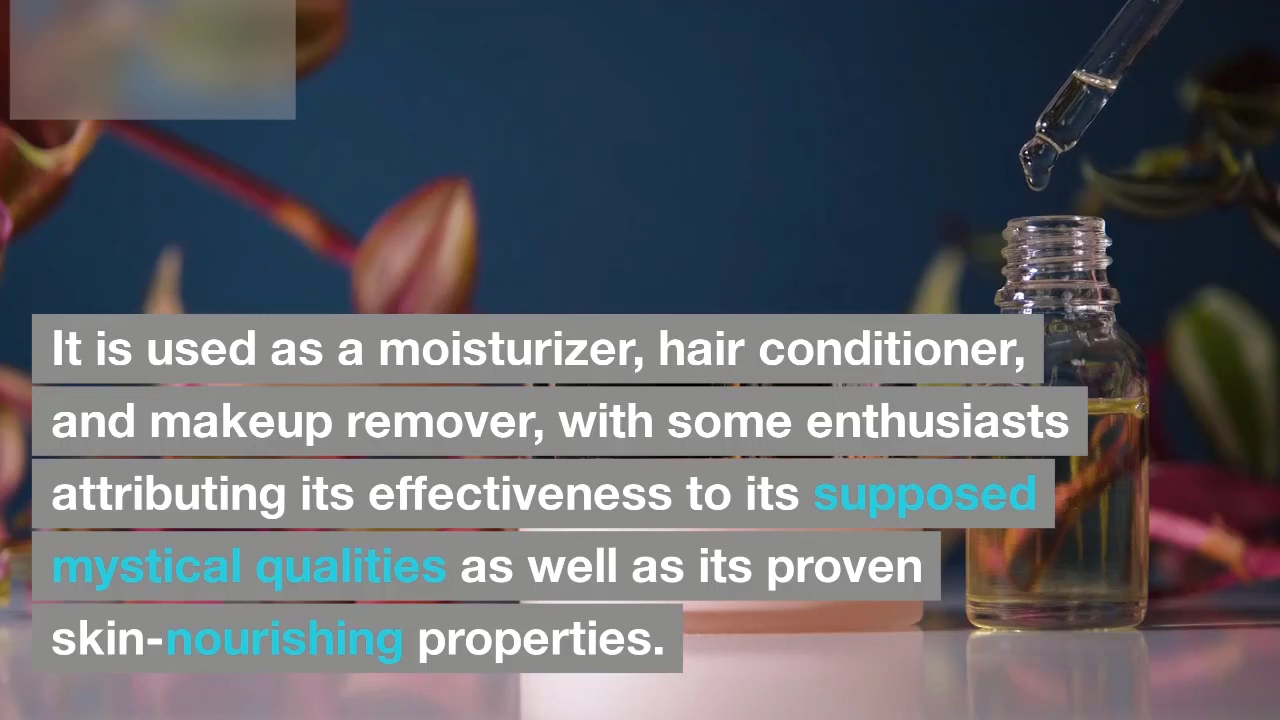 It is used as a moisturizer, hair conditioner,
and makeup remover, with some enthusiasts
attributing its effectiveness to its supposed
mystical qualities as well as its proven
skin-nourishing properties.